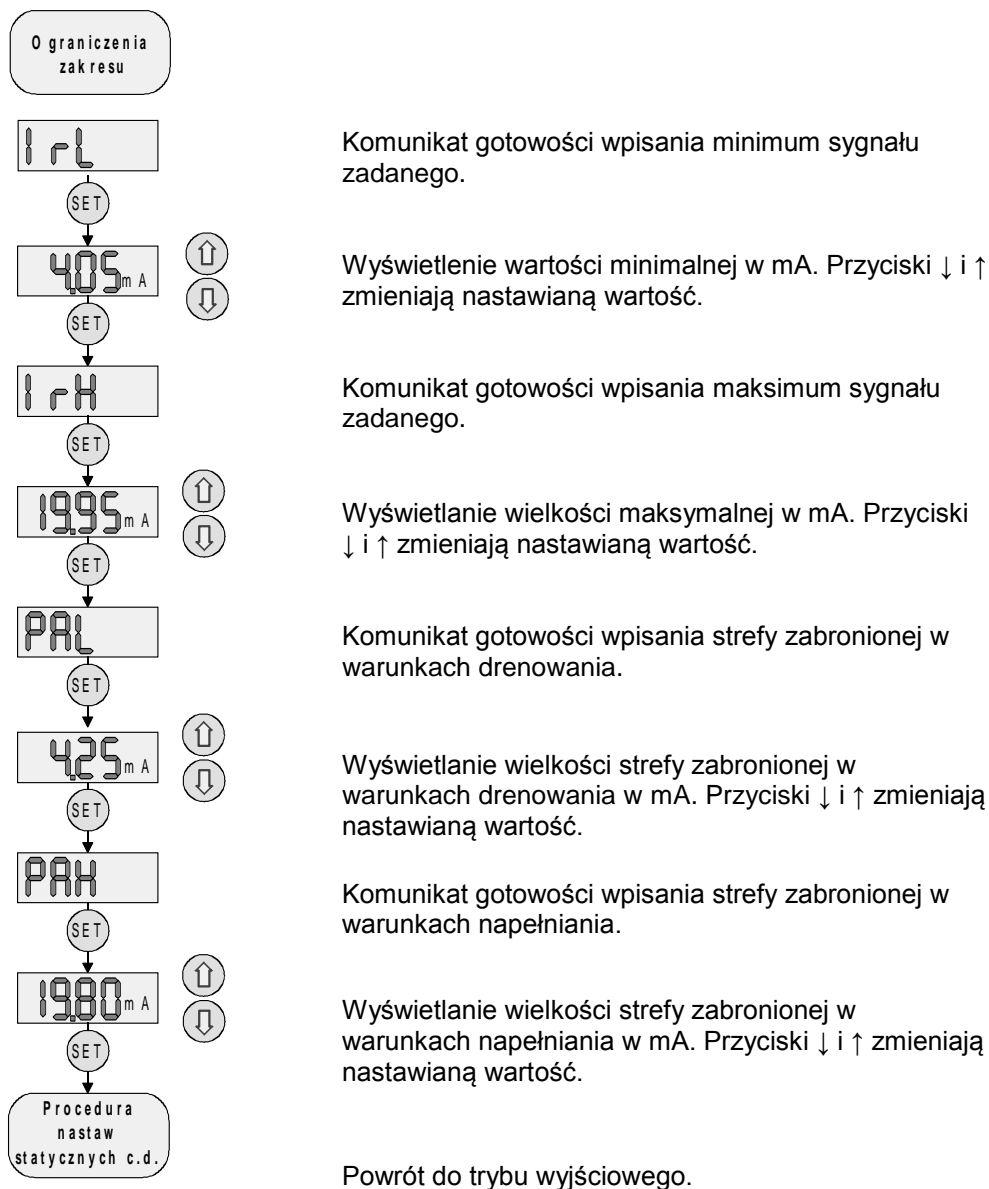 Ograniczenia
zakresu
IrL
Komunikat gotowości wpisania minimum sygnału
zadanego.
SET
4.05 mA
Wyświetlenie wartości minimalnej w mA. Przyciski ↓ i ↑
zmieniają nastawianą wartość.
SET
IrH
Komunikat gotowości wpisania maksimum sygnału
zadanego.
SET
19.95 mA
Wyświetlanie wielkości maksymalnej w mA. Przyciski
↓ i ↑ zmieniają nastawianą wartość.
SET
PAL
Komunikat gotowości wpisania strefy zabronionej w
warunkach drenowania.
SET
4.25 mA
Wyświetlanie wielkości strefy zabronionej w
warunkach drenowania w mA. Przyciski ↓ i ↑ zmieniają
nastawianą wartość.
SET
PAH
Komunikat gotowości wpisania strefy zabronionej w
warunkach napełniania.
SET
19.80 mA
Wyświetlanie wielkości strefy zabronionej w
warunkach napełniania w mA. Przyciski ↓ i ↑ zmieniają
nastawianą wartość.
SET
Procedura
nastaw
statycznych c.d.
Powrót do trybu wyjściowego.